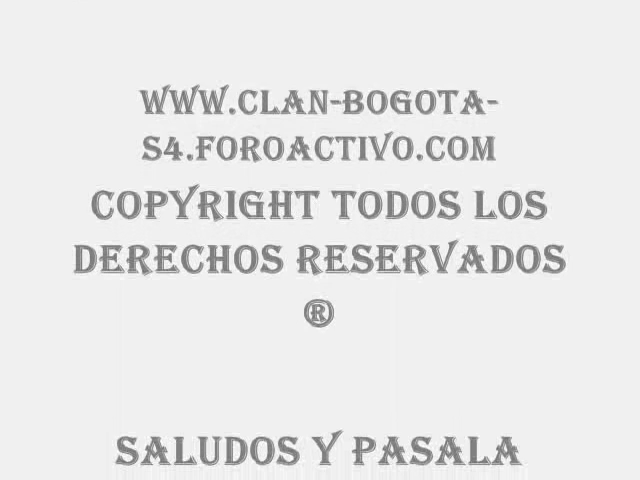 WWW.CLAN-BOGOTA-
S4.FOROACTIVO.COM
COPYRIGHT TODOS LOS
DERECHOS RESERVADOS
®
SALUDOS Y PASALA